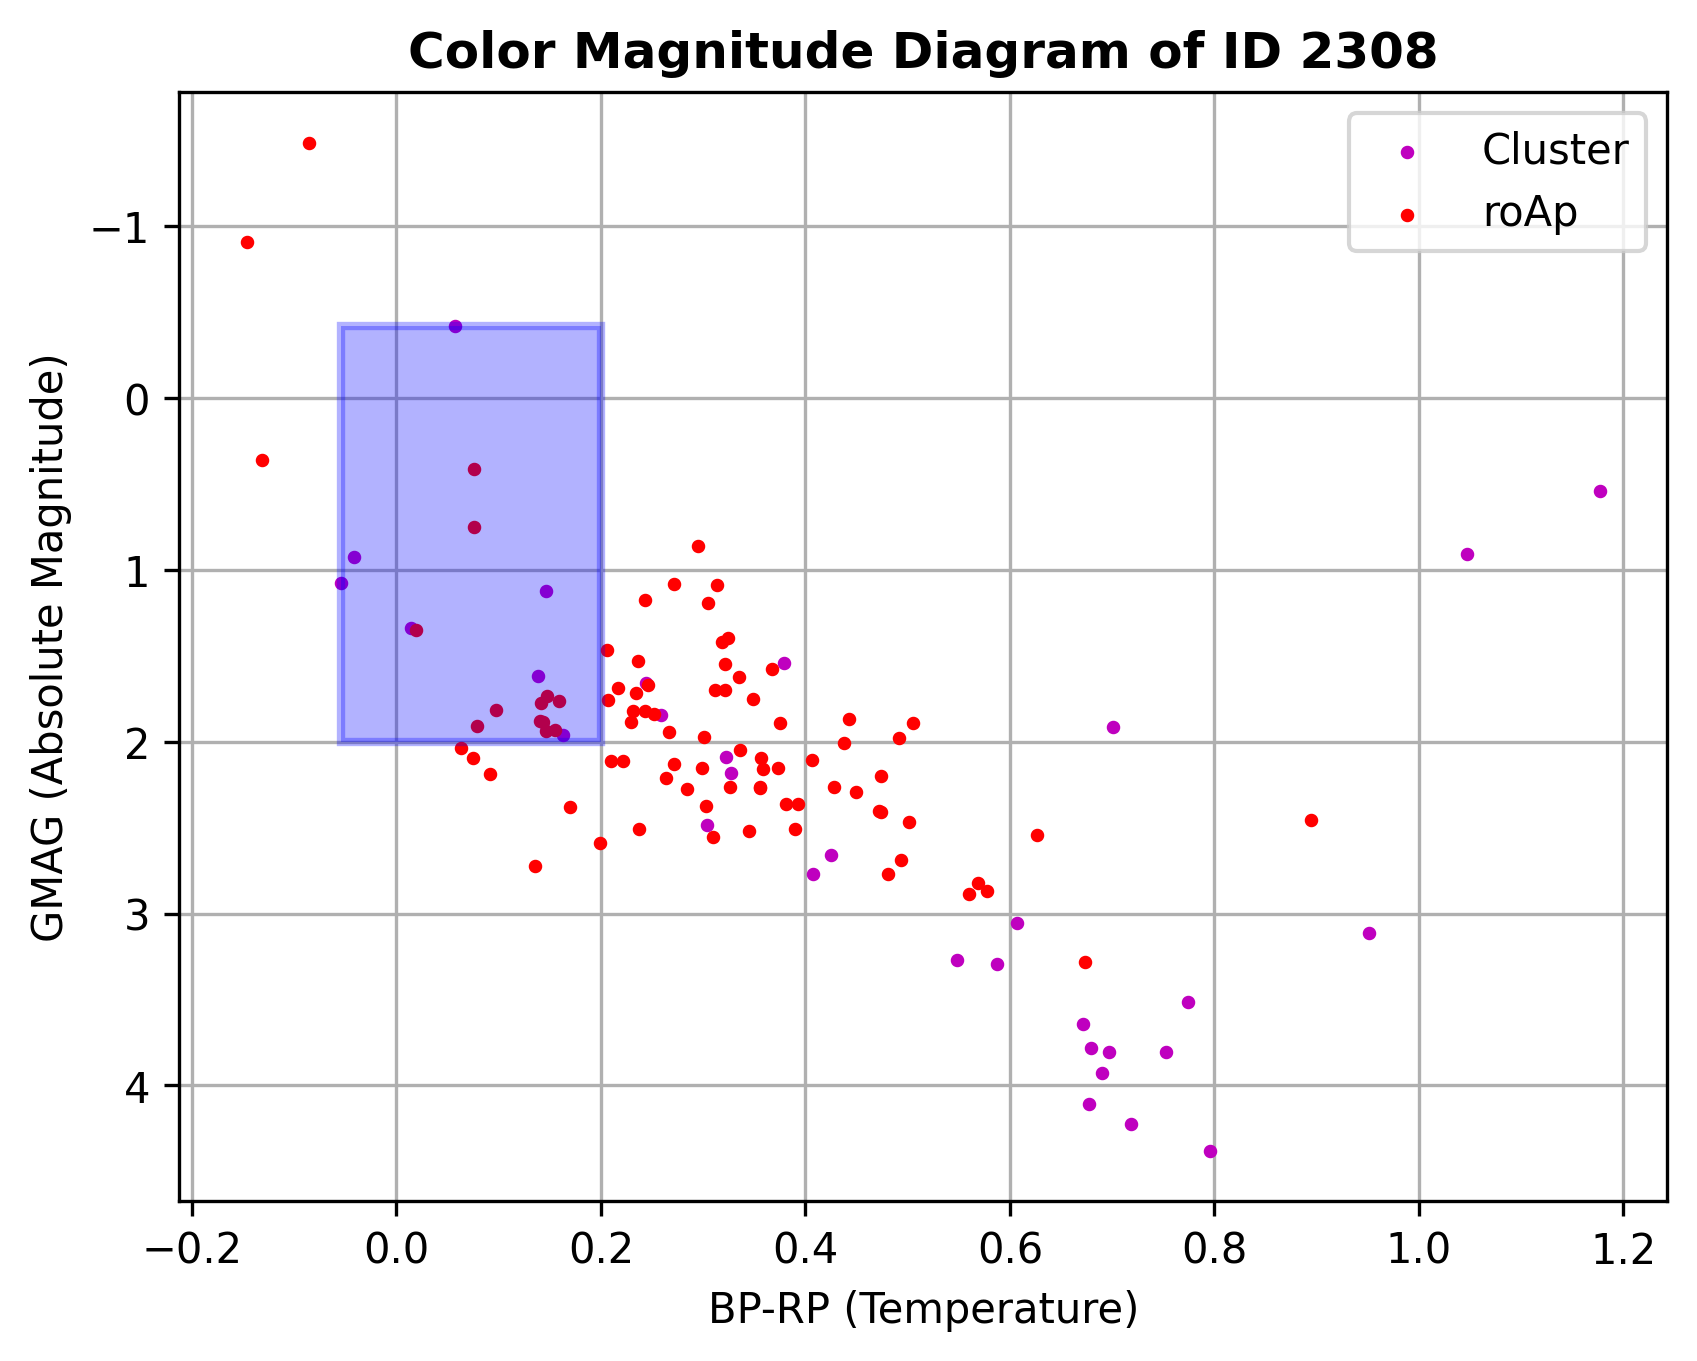 Color Magnitude Diagram of ID 2308
Cluster
roAp
GMAG (Absolute Magnitude)
−1
0
1
2
3
4
−0.2 0.0 0.2 0.4 0.6 0.8 1.0 1.2
BP-RP (Temperature)